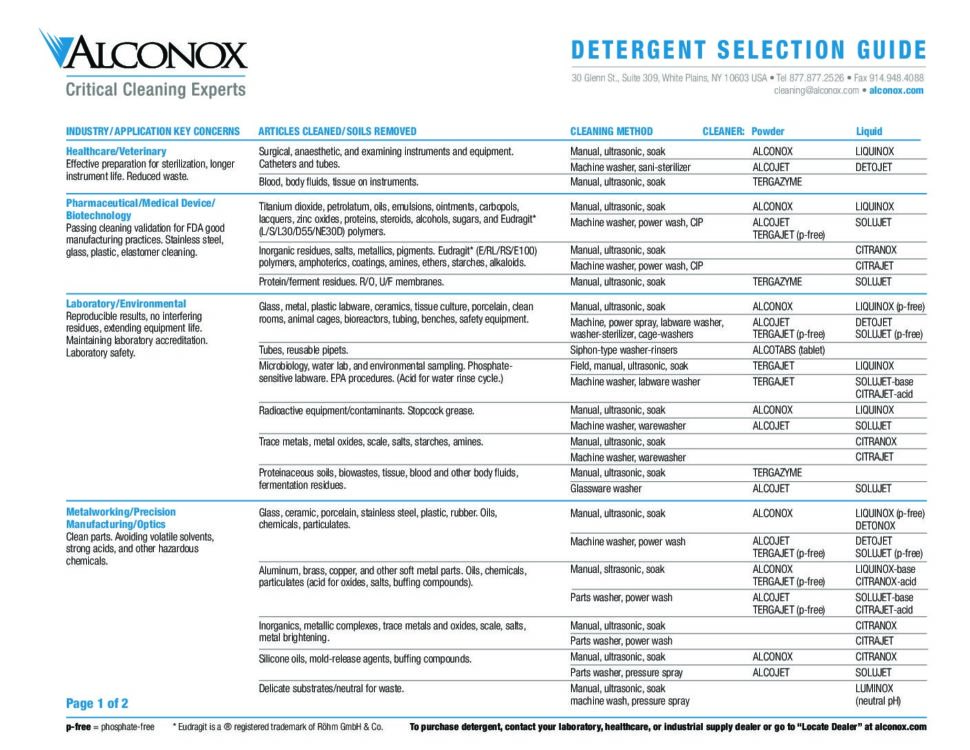 ALCONOX
Critical Cleaning Experts
DETERGENT SELECTION GUIDE
30 Glenn St., Suite 309, White Plains, NY 10603 USA • Tel 877.877.2526 • Fax 914.948.4088
cleaning@alconox.com • alconox.com
INDUSTRY/APPLICATION KEY CONCERNS ARTICLES CLEANED/SOILS REMOVED CLEANING METHOD CLEANER: Powder Liquid
Healthcare/Veterinary
Effective preparation for sterilization, longer
instrument life. Reduced waste.
Surgical, anaesthetic, and examining instruments and equipment.
Catheters and tubes.
Manual, ultrasonic, soak ALCONOX LIQUINOX
Machine washer, sani-sterilizer ALCOJET DETOJET
Blood, body fluids, tissue on instruments. Manual, ultrasonic, soak TERGAZYME
Pharmaceutical/Medical Device/
Biotechnology
Passing cleaning validation for FDA good
manufacturing practices. Stainless steel,
glass, plastic, elastomer cleaning.
Titanium dioxide, petrolatum, oils, emulsions, ointments, carbopols,
lacquers, zinc oxides, proteins, steroids, alcohols, sugars, and Eudragit*
(L/S/L30/D55/NE30D) polymers.
Manual, ultrasonic, soak ALCONOX LIQUINOX
Machine washer, power wash, CIP ALCOJET SOLUJET
TERGAJET (p-free)
Inorganic residues, salts, metallics, pigments. Eudragit* (E/RL/RS/E100)
polymers, amphoterics, coatings, amines, ethers, starches, alkaloids.
Manual, ultrasonic, soak CITRANOX
Machine washer, power wash, CIP CITRAJET
Protein/ferment residues. R/O, U/F membranes. Manual, ultrasonic, soak TERGAZYME SOLUJET
Laboratory/Environmental
Reproducible results, no interfering
residues, extending equipment life.
Maintaining laboratory accreditation.
Laboratory safety.
Glass, metal, plastic labware, ceramics, tissue culture, porcelain, clean
rooms, animal cages, bioreactors, tubing, benches, safety equipment.
Manual, ultrasonic, soak ALCONOX LIQUINOX (p-free)
Machine, power spray, labware washer, ALCOJET DETOJET
washer-sterilizer, cage-washers TERGAJET (p-free) SOLUJET (p-free)
Tubes, reusable pipets. Siphon-type washer-rinsers ALCOTABS (tablet)
Microbiology, water lab, and environmental sampling. Phosphate-
sensitive labware. EPA procedures. (Acid for water rinse cycle.)
Field, manual, ultrasonic, soak TERGAJET LIQUINOX
Machine washer, labware washer TERGAJET SOLUJET-base
CITRAJET-acid
Radioactive equipment/contaminants. Stopcock grease. Manual, ultrasonic, soak ALCONOX LIQUINOX
Machine washer, warewasher ALCOJET SOLUJET
Trace metals, metal oxides, scale, salts, starches, amines. Manual, ultrasonic, soak CITRANOX
Machine washer, warewasher CITRAJET
Proteinaceous soils, biowastes, tissue, blood and other body fluids,
fermentation residues.
Manual, ultrasonic, soak TERGAZYME
Glassware washer ALCOJET SOLUJET
Metalworking/Precision
Manufacturing/Optics
Clean parts. Avoiding volatile solvents,
strong acids, and other hazardous
chemicals.
Glass, ceramic, porcelain, stainless steel, plastic, rubber. Oils,
chemicals, particulates.
Manual, ultrasonic, soak ALCONOX LIQUINOX (p-free)
DETONOX
Machine washer, power wash ALCOJET DETOJET
TERGAJET (p-free) SOLUJET (p-free)
Aluminum, brass, copper, and other soft metal parts. Oils, chemicals,
particulates (acid for oxides, salts, buffing compounds).
Manual, sltrasonic, soak ALCONOX LIQUINOX-base
TERGAJET (p-free) CITRANOX-acid
Parts washer, power wash ALCOJET SOLUJET-base
TERGAJET (p-free) CITRAJET-acid
Inorganics, metallic complexes, trace metals and oxides, scale, salts,
metal brightening.
Manual, ultrasonic, soak CITRANOX
Parts washer, power wash CITRAJET
Silicone oils, mold-release agents, buffing compounds. Manual, ultrasonic, soak ALCONOX CITRANOX
Parts washer, pressure spray ALCOJET SOLUJET
Delicate substrates/neutral for waste. Manual, ultrasonic, soak LUMINOX
machine wash, pressure spray (neutral pH)
Page 1 of 2
p-free = phosphate-free * Eudragit is a ® registered trademark of Röhm GmbH & Co. To purchase detergent, contact your laboratory, healthcare, or industrial supply dealer or go to “Locate Dealer” at alconox.com